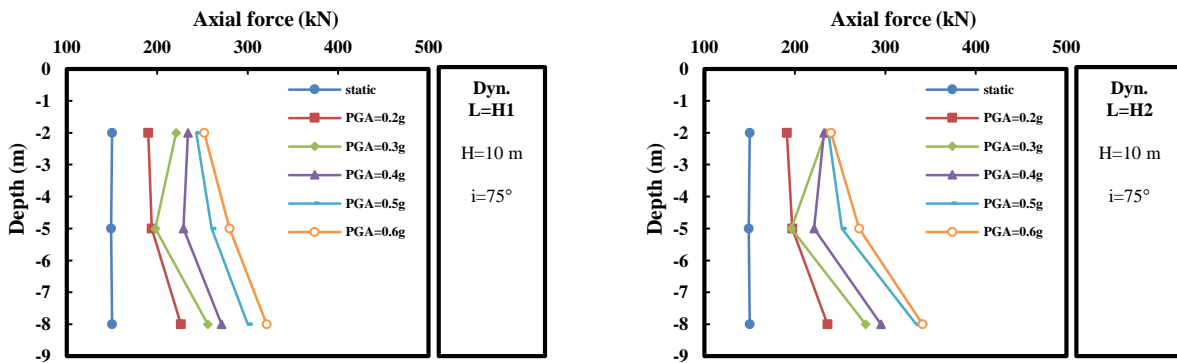 Axial force (kN)
100 200 300 400 500
0
-1
-2
-3
-4
-5
-6
-7
-8
-9
Depth (m)
static
PGA=0.2g
PGA=0.3g
PGA=0.4g
PGA=0.5g
PGA=0.6g
Dyn.
L=H1
H=10 m
i=75°
Axial force (kN)
100 200 300 400 500
0
-1
-2
-3
-4
-5
-6
-7
-8
-9
Depth (m)
static
PGA=0.2g
PGA=0.3g
PGA=0.4g
PGA=0.5g
PGA=0.6g
Dyn.
L=H2
H=10 m
i=75°